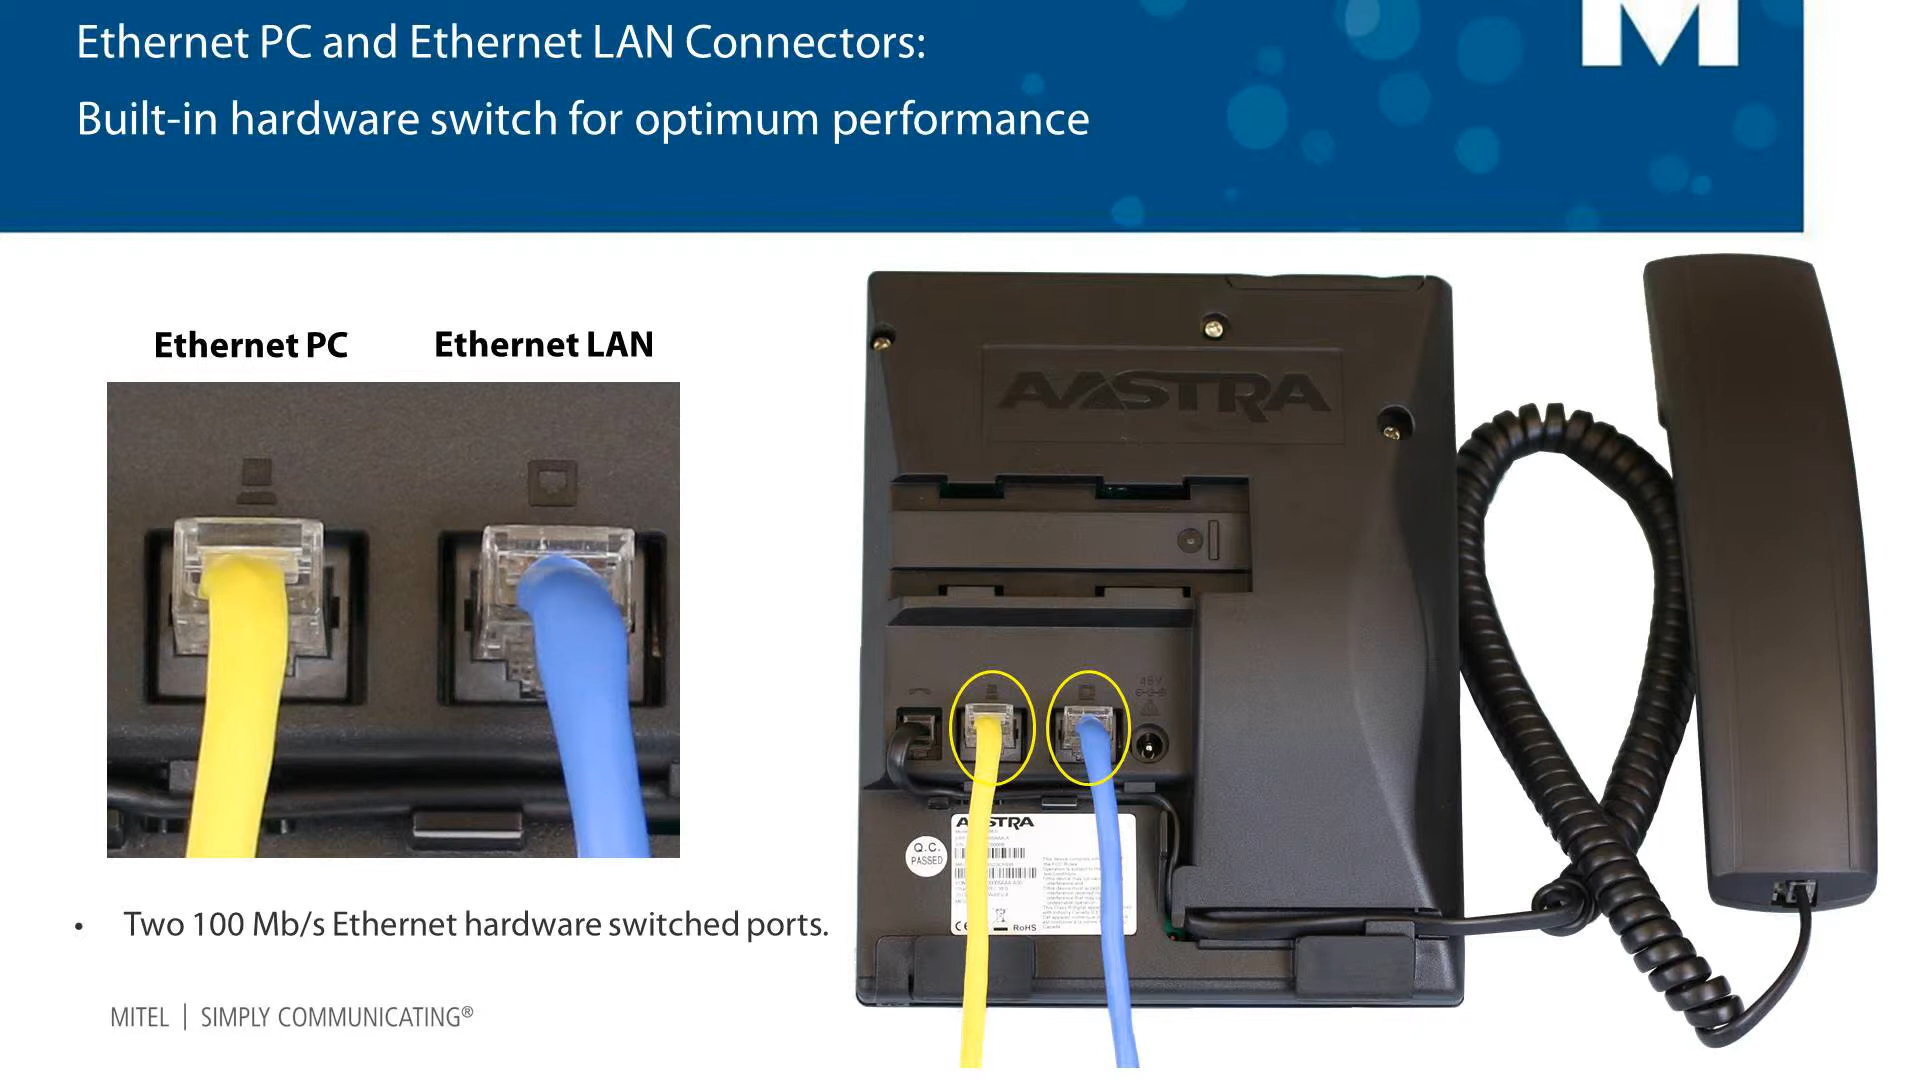 Ethernet PC and Ethernet LAN Connectors:
Built-in hardware switch for optimum performance
M
Ethernet PC
Ethernet LAN
AASTRA
48V
Q.C.
PASSED
RoHS
Two 100 Mb/s Ethernet hardware switched ports.
MITEL | SIMPLY COMMUNICATING®